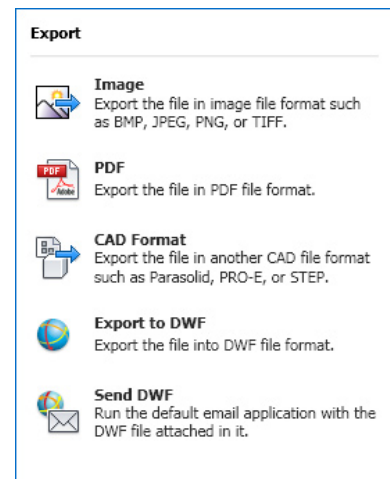 Export
Image
Export the file in image file format such
as BMP, JPEG, PNG, or TIFF.
PDF
Adobe
PDF
Export the file in PDF file format.
CAD Format
Export the file in another CAD file format
such as Parasolid, PRO-E, or STEP.
Export to DWF
Export the file into DWF file format.
Send DWF
Run the default email application with the
DWF file attached in it.